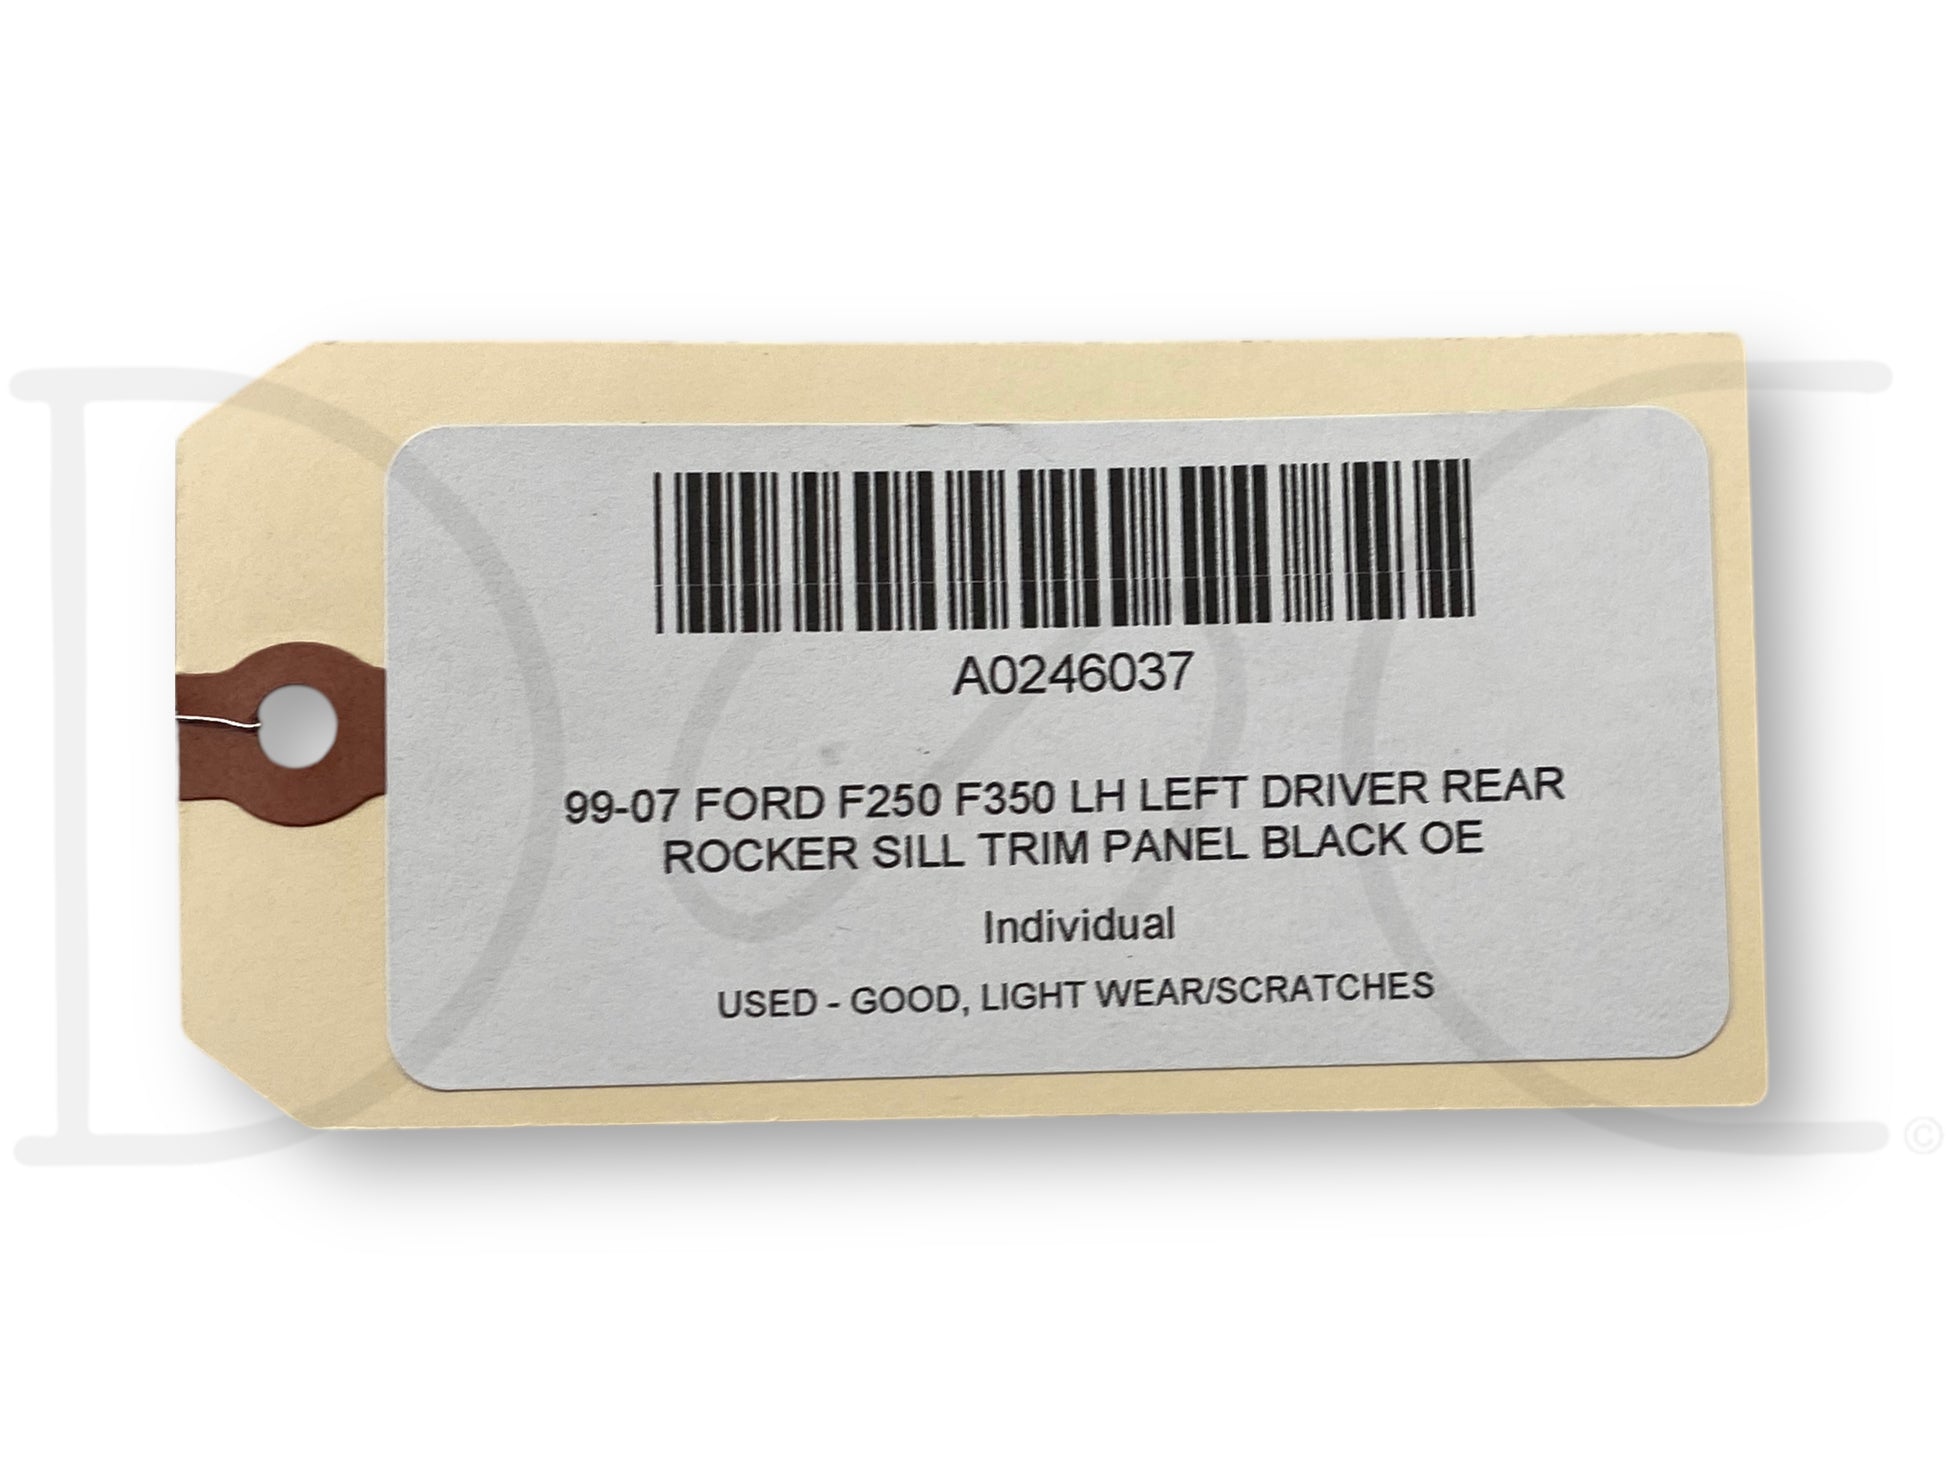 A0246037
99-07 FORD F250 F350 LH LEFT DRIVER REAR
ROCKER SILL TRIM PANEL BLACK OE
Individual
USED - GOOD, LIGHT WEAR/SCRATCHES
©